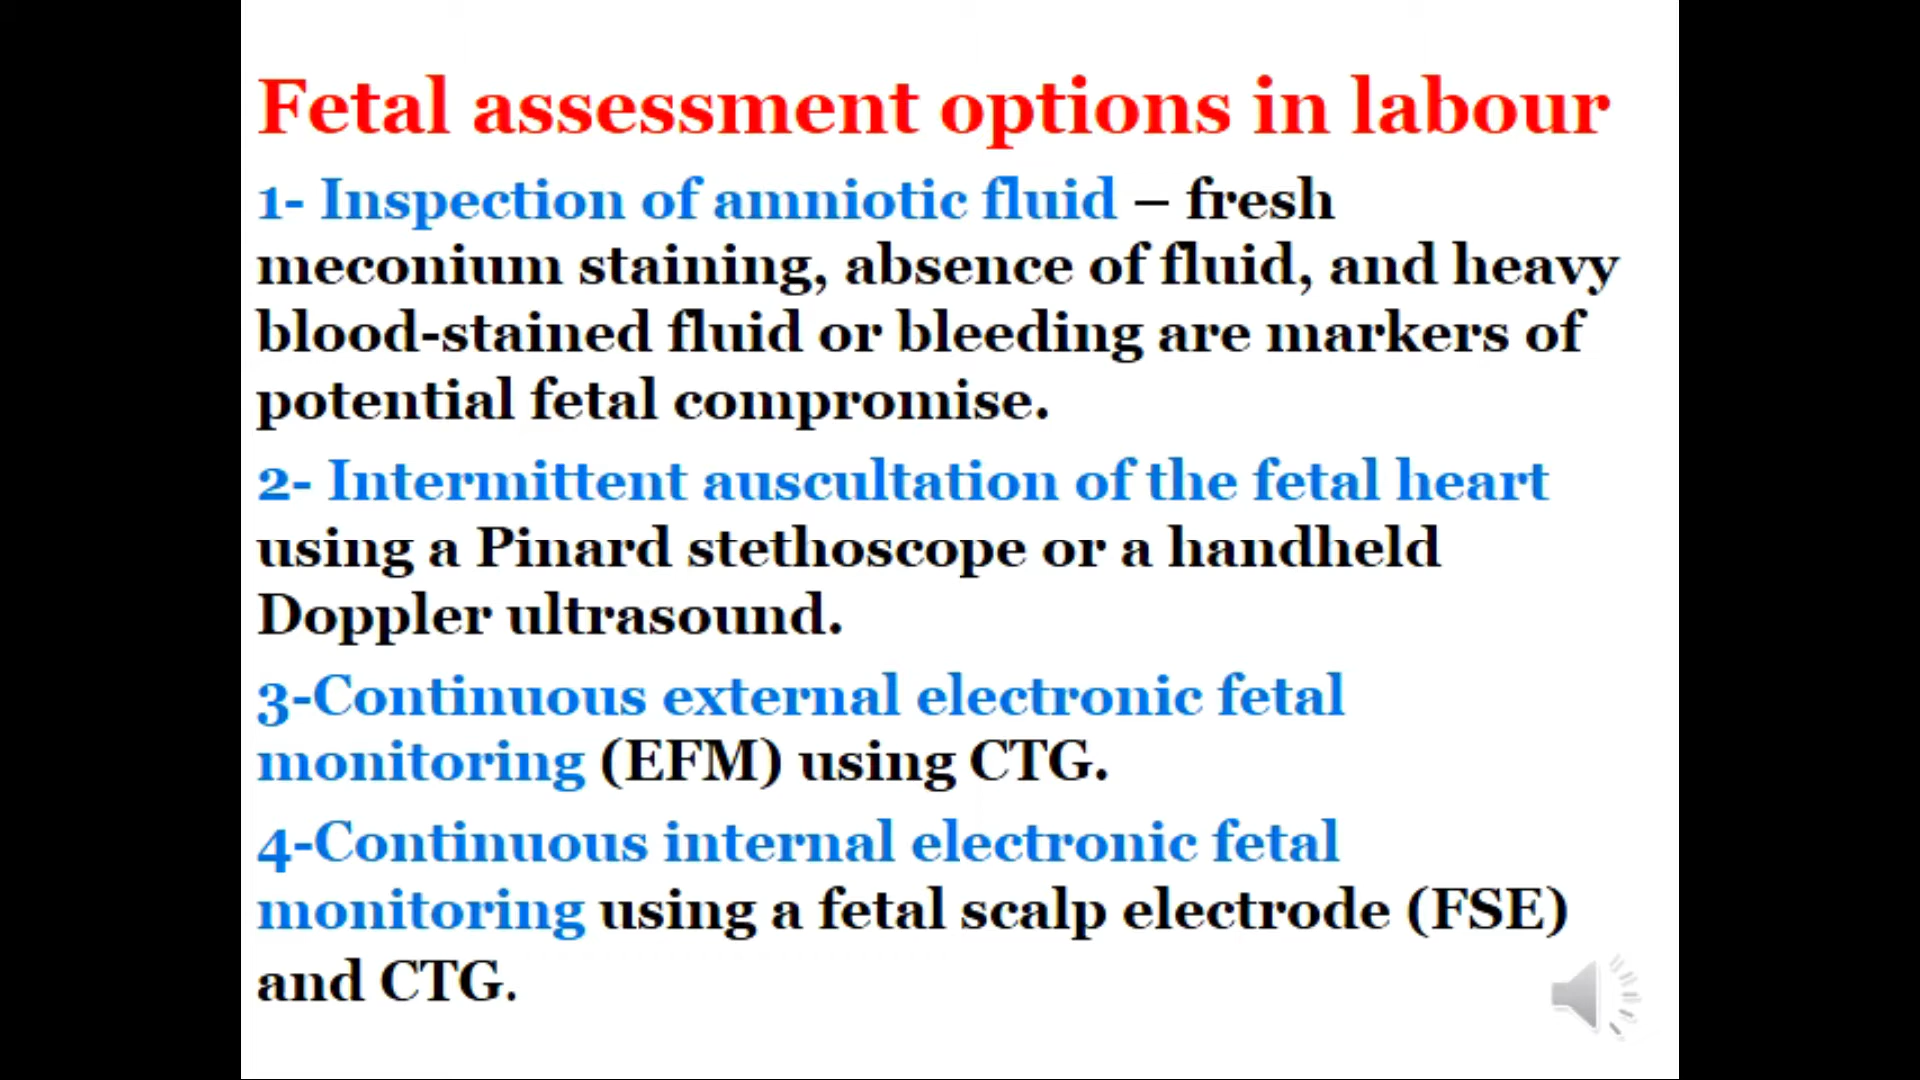 Fetal assessment options in labour
1- Inspection of amniotic fluid – fresh
meconium staining, absence of fluid, and heavy
blood-stained fluid or bleeding are markers of
potential fetal compromise.
2- Intermittent auscultation of the fetal heart
using a Pinard stethoscope or a handheld
Doppler ultrasound.
3-Continuous external electronic fetal
monitoring (EFM) using CTG.
4-Continuous internal electronic fetal
monitoring using a fetal scalp electrode (FSE)
and CTG.